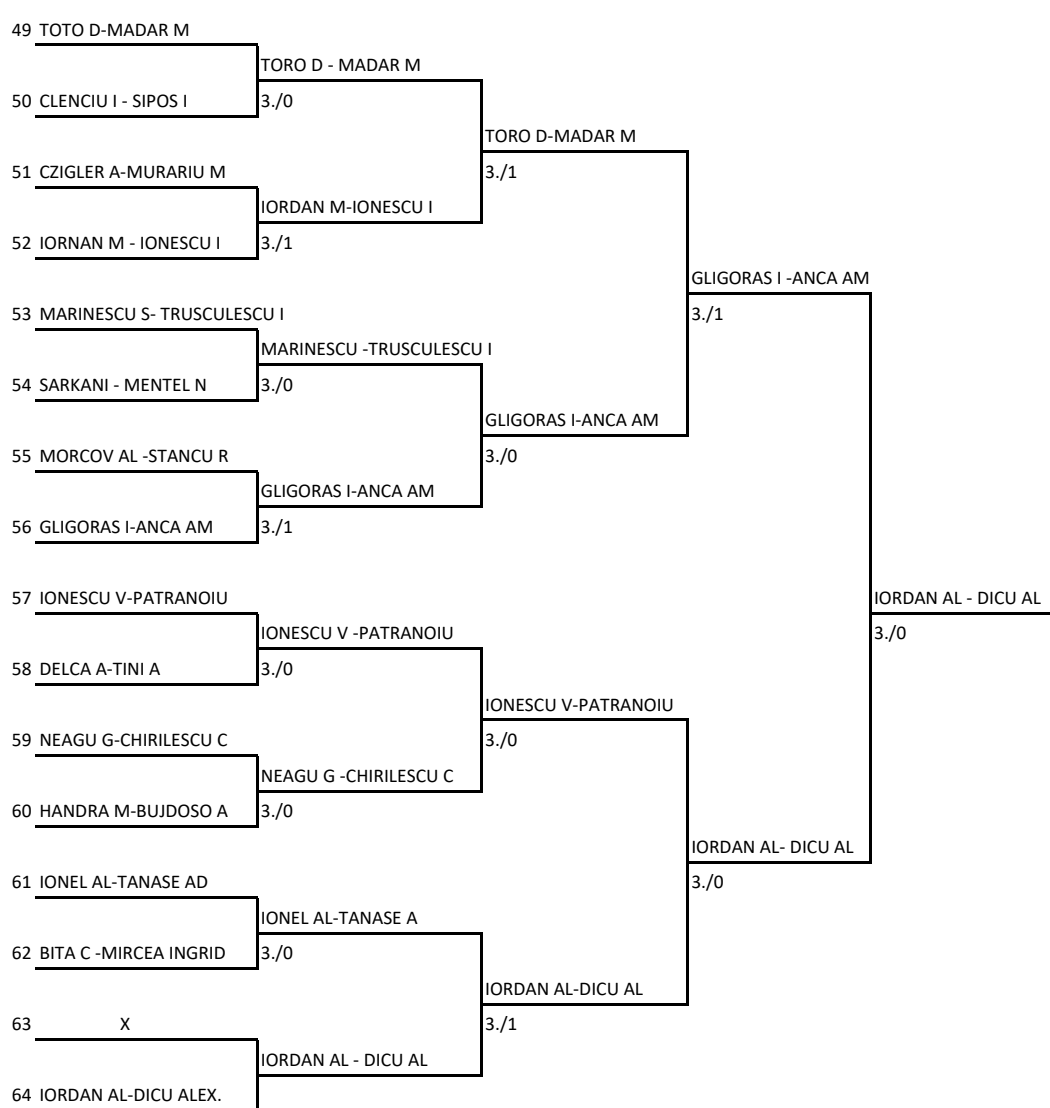 49 TOTO D-MADAR M
TORO D - MADAR M
50 CLENCIU I - SIPOS I
3./0
TORO D-MADAR M
51 CZIGLER A-MURARIU M
3./1
IORDAN M-IONESCU I
52 IORNAN M - IONESCU I
3./1
GLIGORAS I -ANCA AM
53 MARINESCU S- TRUSCULESCU I
3./1
MARINESCU -TRUSCULESCU I
54 SARKANI - MENTEL N
3./0
GLIGORAS I-ANCA AM
55 MORCOV AL -STANCU R
3./0
GLIGORAS I-ANCA AM
56 GLIGORAS I-ANCA AM
3./1
57 IONESCU V-PATRANOIU
IORDAN AL - DICU AL
IONESCU V -PATRANOIU
3./0
58 DELCA A-TINI A
3./0
IONESCU V-PATRANOIU
59 NEAGU G-CHIRILESCU C
3./0
NEAGU G -CHIRILESCU C
60 HANDRA M-BUJDOSO A
3./0
IORDAN AL- DICU AL
61 IONEL AL-TANASE AD
3./0
IONEL AL-TANASE A
62 BITA C -MIRCEA INGRID
3./0
IORDAN AL-DICU AL
63 X
3./1
IORDAN AL - DICU AL
64 IORDAN AL-DICU ALEX.